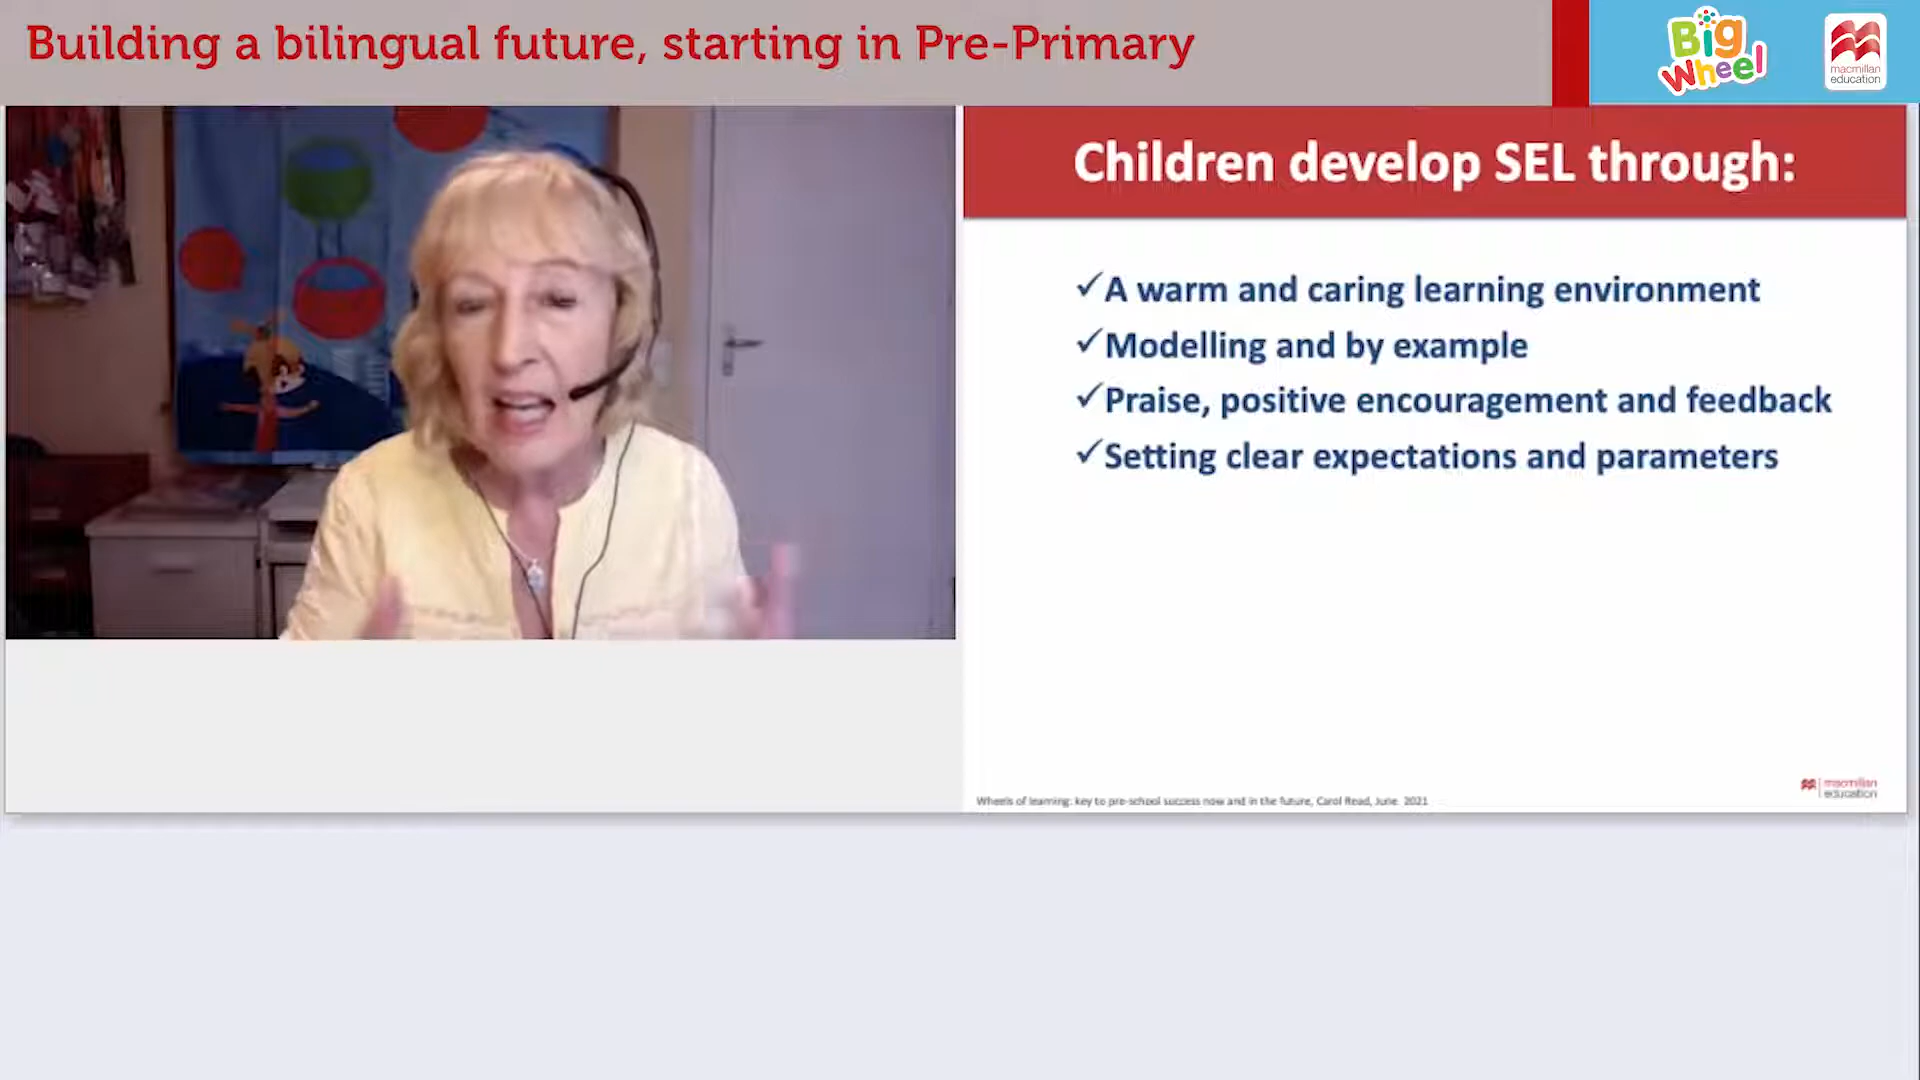 Building a bilingual future, starting in Pre-Primary
Big
Wheel
macmillan
education
Children develop SEL through:
✓A warm and caring learning environment
✓Modelling and by example
✓Praise, positive encouragement and feedback
✓Setting clear expectations and parameters
macmillan
education
Wheels of learning: key to pre-school success now and in the future, Carol Read, June 2021